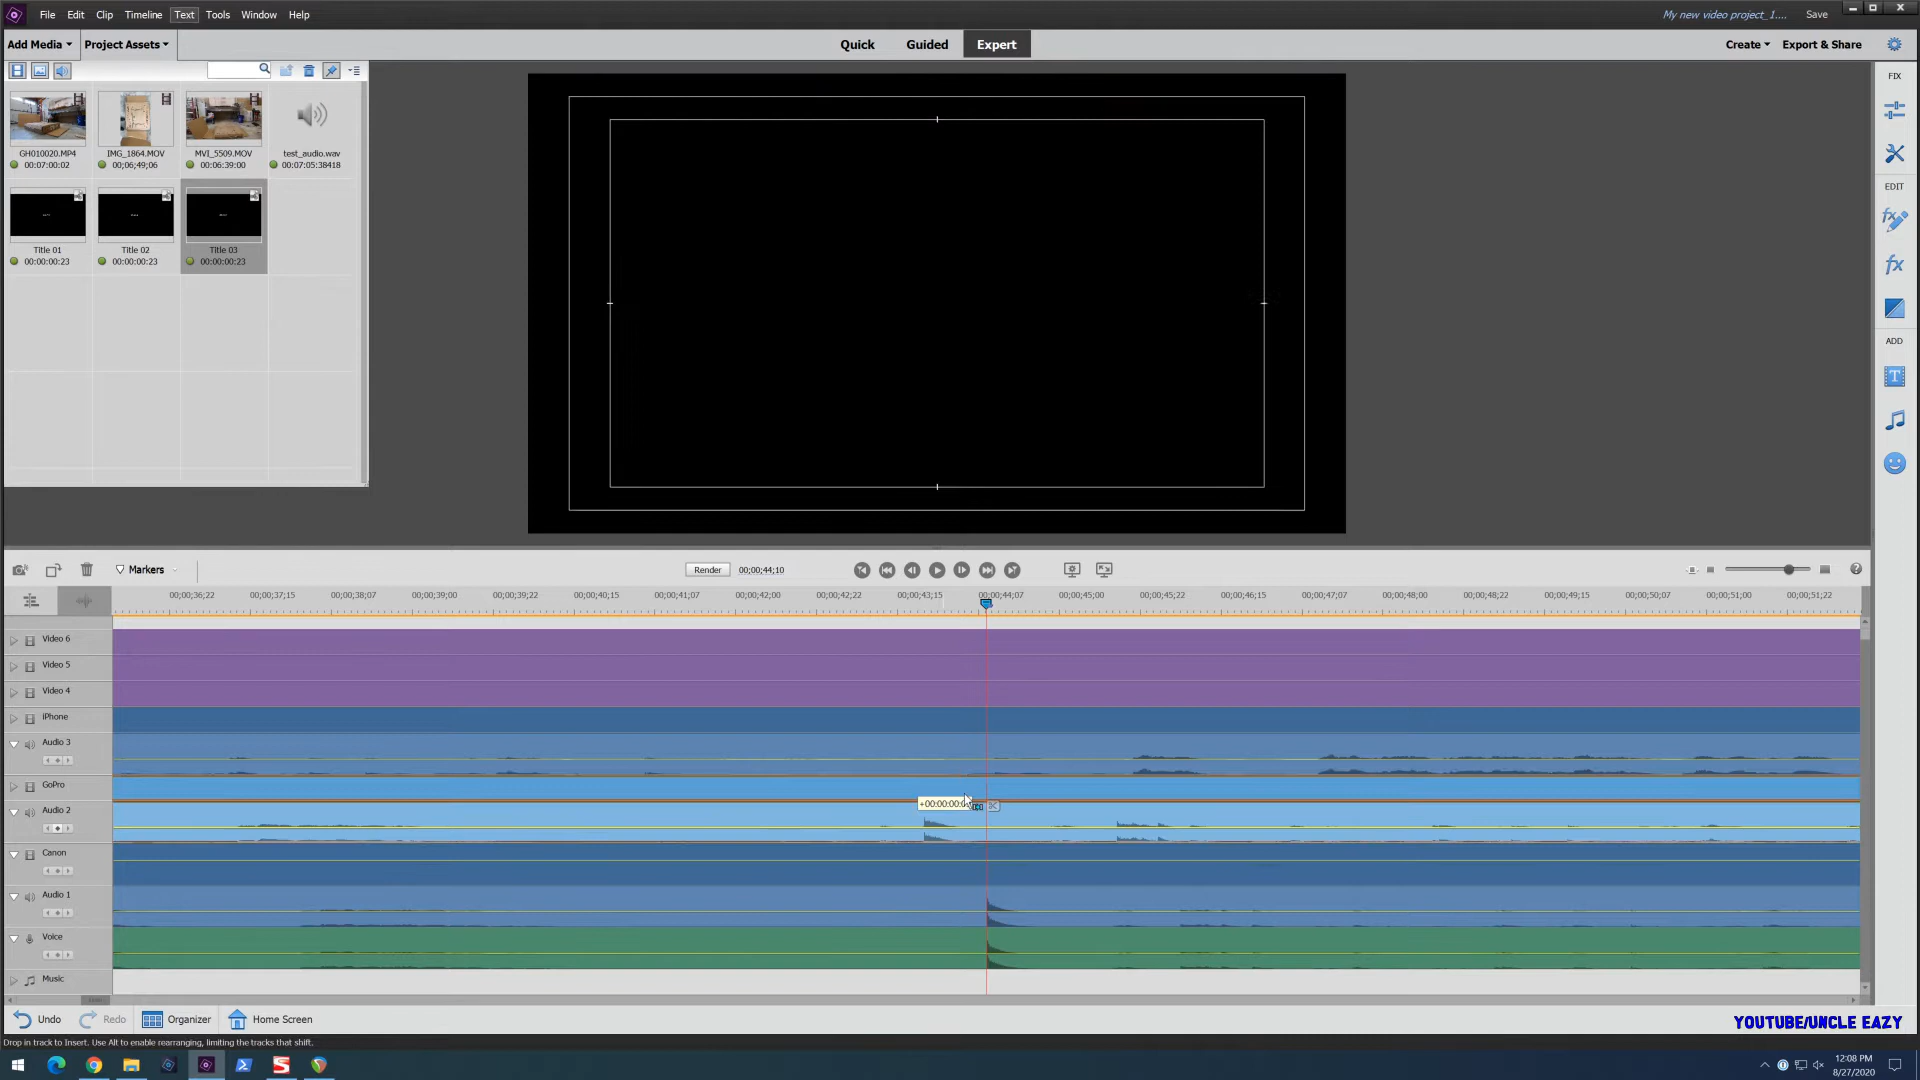 File Edit Clip Timeline Text Tools Window Help
My new video project_1.... Save
Add Media Project Assets
Quick Guided Expert
Create Export & Share
FIX
GH010020.MP4 IMG_1864.MOV MVI_5509.MOV test_audio.wav
00:07:00:02 00;06;49;06 00:06:39:00 00:07:05:38418
EDIT
Title 01 Title 02 Title 03
00:00:00:23 00:00:00:23 00:00:00:23
fx
ADD
T
Markers Render 00;00;44;10
00;00;36;22 00;00;37;15 00;00;38;07 00;00;39;00 00;00;39;22 00;00;40;15 00;00;41;07 00;00;42;00 00;00;42;22 00;00;43;15 00;00;44;07 00;00;45;00 00;00;45;22 00;00;46;15 00;00;47;07 00;00;48;00 00;00;48;22 00;00;49;15 00;00;50;07 00;00;51;00 00;00;51;22
Video 6
Video 5
Video 4
iPhone
Audio 3
GoPro
Audio 2
Canon
Audio 1
Voice
Music
Undo Redo Organizer Home Screen
YOUTUBE/UNCLE EAZY
Drop in track to Insert. Use Alt to enable rearranging, limiting the tracks that shift.
12:08 PM
8/27/2020